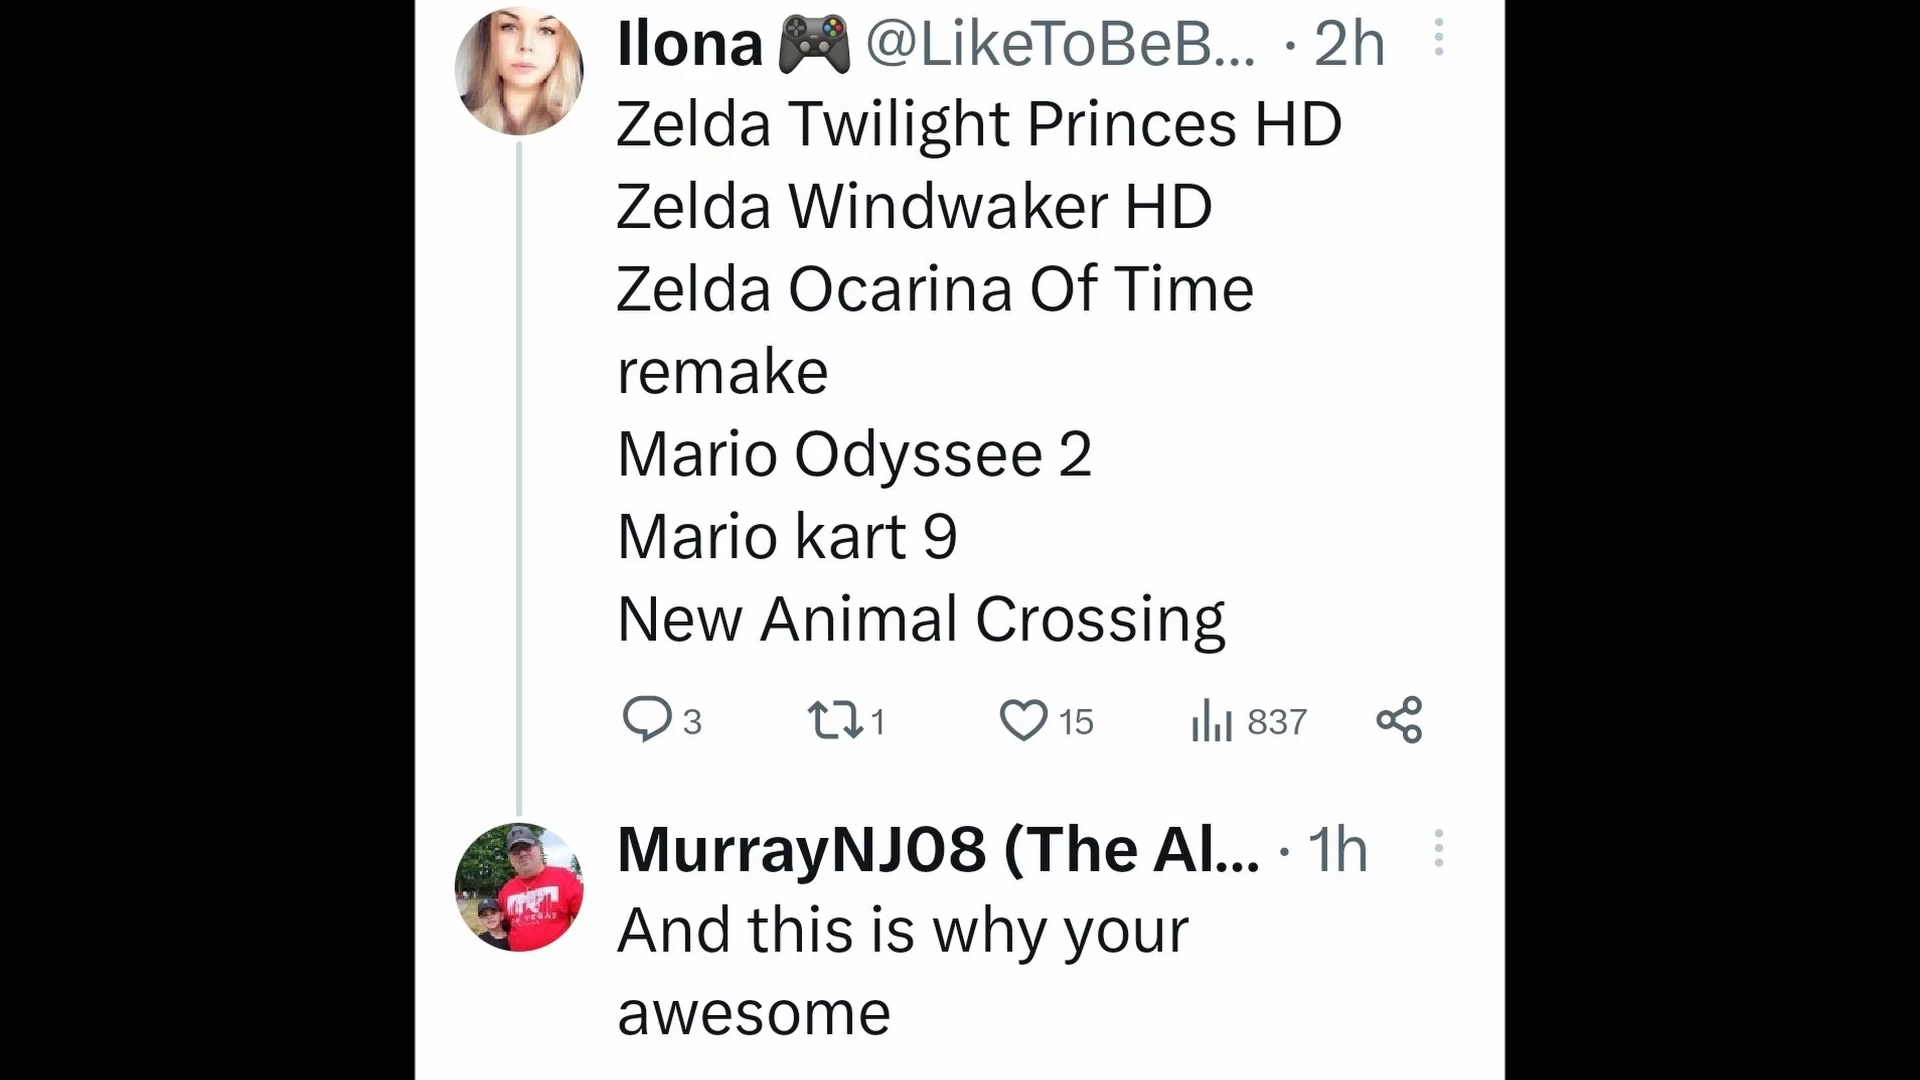 Ilona 🎮 @LikeToBeB... · 2h
Zelda Twilight Princes HD
Zelda Windwaker HD
Zelda Ocarina Of Time
remake
Mario Odyssee 2
Mario kart 9
New Animal Crossing
3 1 15 837
MurrayNJ08 (The Al... · 1h
And this is why your
awesome